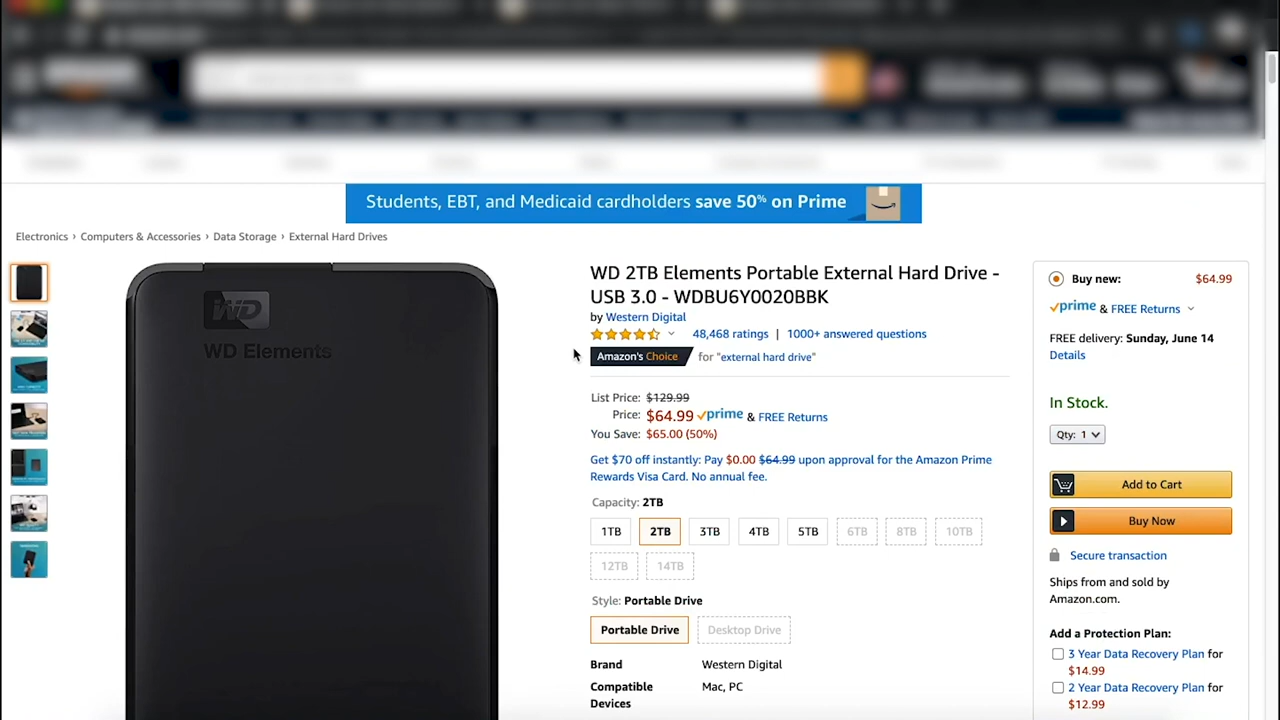 Students, EBT, and Medicaid cardholders save 50% on Prime
Electronics › Computers & Accessories › Data Storage › External Hard Drives
WD
WD Elements
WD 2TB Elements Portable External Hard Drive -
USB 3.0 - WDBU6Y0020BBK
by Western Digital
48,468 ratings | 1000+ answered questions
Amazon's Choice for "external hard drive"
List Price: $129.99
Price: $64.99 prime & FREE Returns
You Save: $65.00 (50%)
Get $70 off instantly: Pay $0.00 $64.99 upon approval for the Amazon Prime
Rewards Visa Card. No annual fee.
Capacity: 2TB
1TB 2TB 3TB 4TB 5TB 6TB 8TB 10TB
12TB 14TB
Style: Portable Drive
Portable Drive Desktop Drive
Brand Western Digital
Compatible Mac, PC
Devices
Buy new: $64.99
prime & FREE Returns
FREE delivery: Sunday, June 14
Details
In Stock.
Qty: 1
Add to Cart
Buy Now
Secure transaction
Ships from and sold by
Amazon.com.
Add a Protection Plan:
3 Year Data Recovery Plan for
$14.99
2 Year Data Recovery Plan for
$12.99